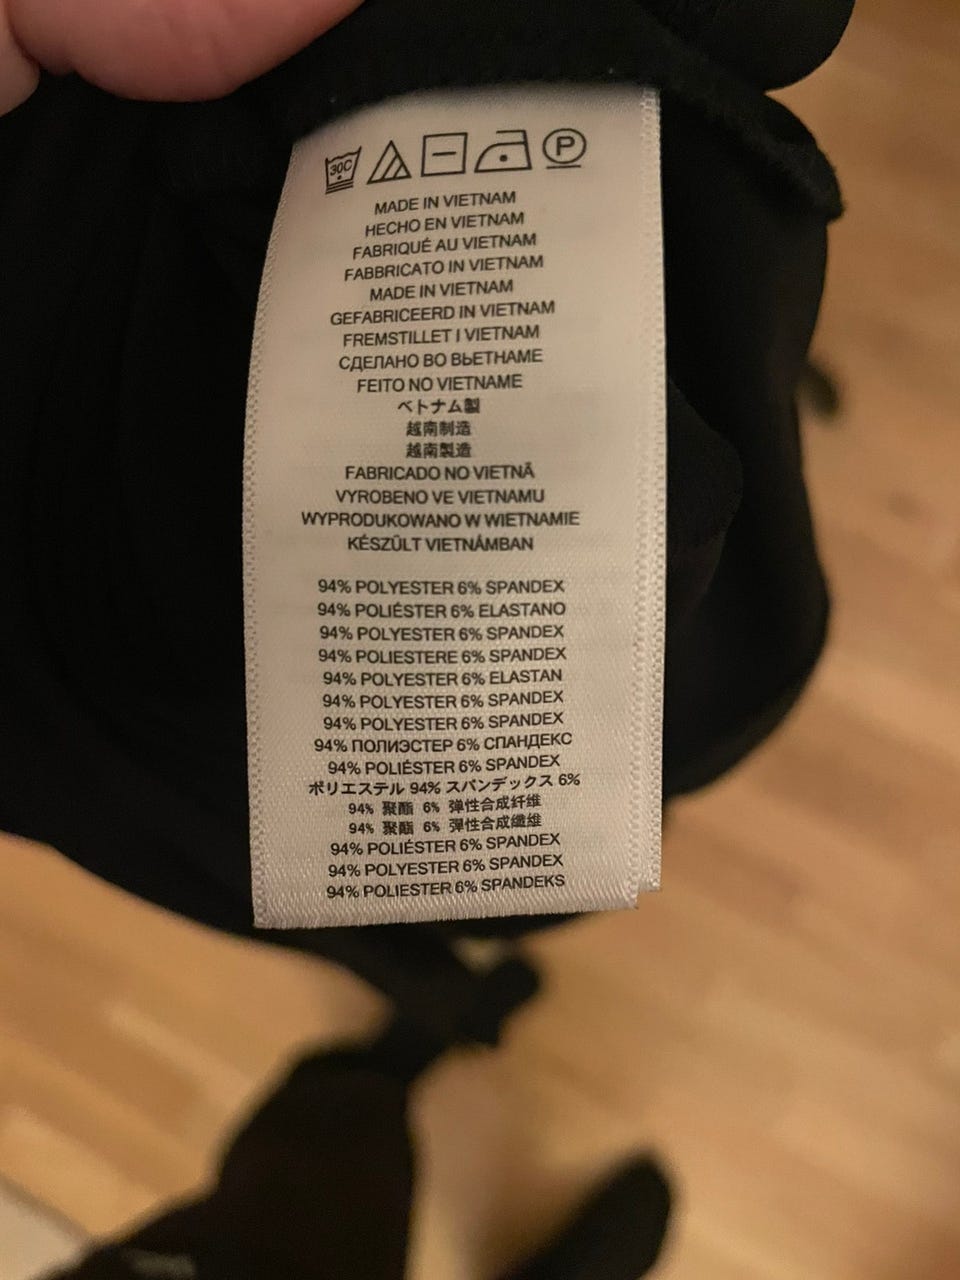 30C P
MADE IN VIETNAM
HECHO EN VIETNAM
FABRIQUÉ AU VIETNAM
FABBRICATO IN VIETNAM
MADE IN VIETNAM
GEFABRICEERD IN VIETNAM
FREMSTILLET I VIETNAM
СДЕЛАНО ВО ВЬЕТНАМЕ
FEITO NO VIETNAME
ベトナム製
越南制造
越南製造
FABRICADO NO VIETNÃ
VYROBENO VE VIETNAMU
WYPRODUKOWANO W WIETNAMIE
KÉSZÜLT VIETNÁMBAN
94% POLYESTER 6% SPANDEX
94% POLIÉSTER 6% ELASTANO
94% POLYESTER 6% SPANDEX
94% POLIESTERE 6% SPANDEX
94% POLYESTER 6% ELASTAN
94% POLYESTER 6% SPANDEX
94% POLYESTER 6% SPANDEX
94% ПОЛИЭСТЕР 6% СПАНДЕКС
94% POLIÉSTER 6% SPANDEX
ポリエステル 94% スパンデックス 6%
94% 聚酯 6% 弹性合成纤维
94% 聚酯 6% 彈性合成纖維
94% POLIÉSTER 6% SPANDEX
94% POLYESTER 6% SPANDEX
94% POLIESTER 6% SPANDEKS